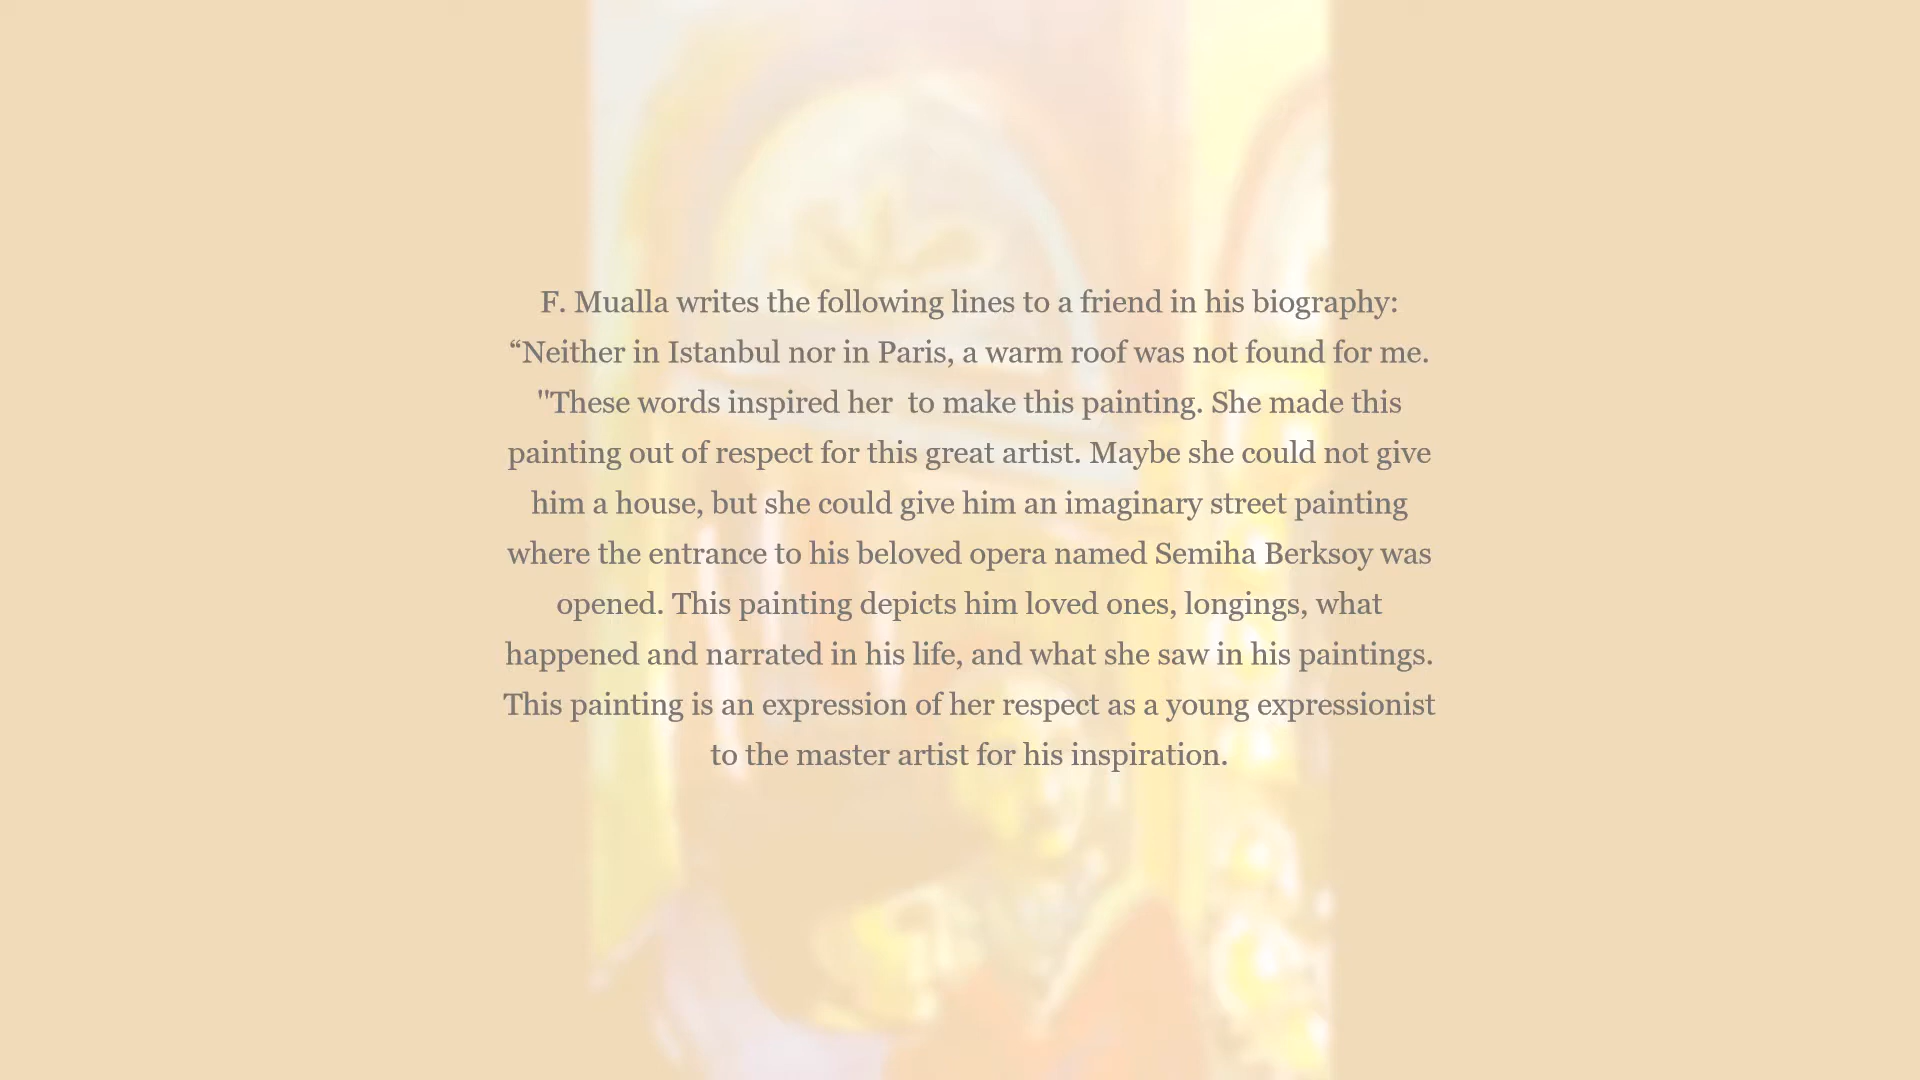 F. Mualla writes the following lines to a friend in his biography:
“Neither in Istanbul nor in Paris, a warm roof was not found for me.
"These words inspired her  to make this painting. She made this
painting out of respect for this great artist. Maybe she could not give
him a house, but she could give him an imaginary street painting
where the entrance to his beloved opera named Semiha Berksoy was
opened. This painting depicts him loved ones, longings, what
happened and narrated in his life, and what she saw in his paintings.
This painting is an expression of her respect as a young expressionist
to the master artist for his inspiration.